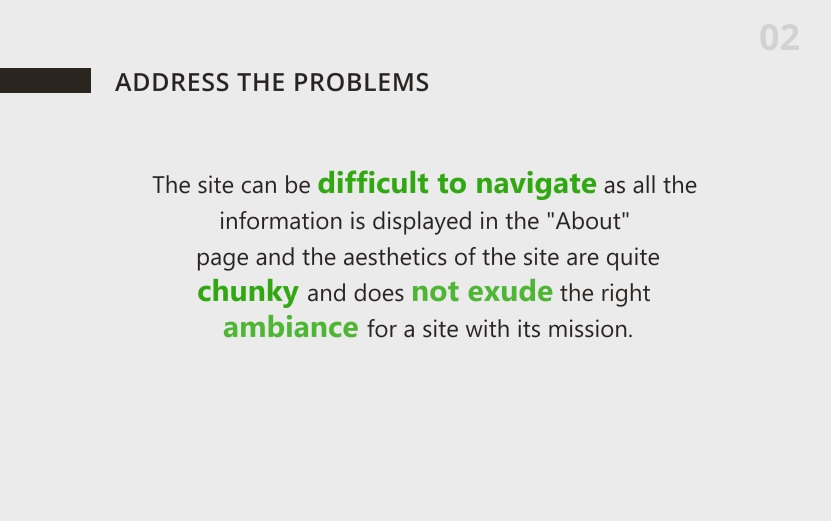 02
ADDRESS THE PROBLEMS
The site can be difficult to navigate as all the
information is displayed in the "About"
page and the aesthetics of the site are quite
chunky and does not exude the right
ambiance for a site with its mission.